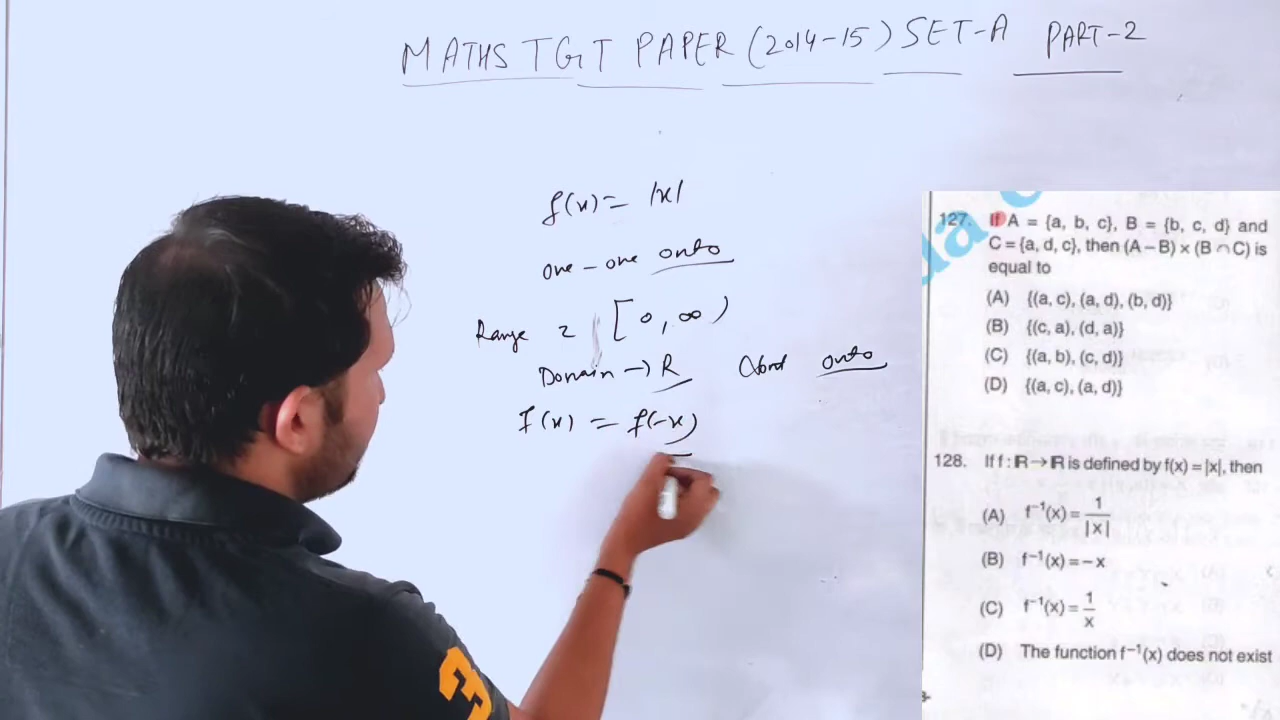 MATHS TGT PAPER (2014-15) SET-A PART-2
f(x) = |x|
one-one onto
Range = [0, ∞)
Domain → R onto
f(x) = f(-x)
3
127. If A = {a, b, c}, B = {b, c, d} and
C = {a, d, c}, then (A – B) × (B ∩ C) is
equal to
(A) {(a, c), (a, d), (b, d)}
(B) {(c, a), (d, a)}
(C) {(a, b), (c, d)}
(D) {(a, c), (a, d)}
128. If f : R → R is defined by f(x) = |x|, then
(A) f⁻¹(x) = 1/|x|
(B) f⁻¹(x) = –x
(C) f⁻¹(x) = 1/x
(D) The function f⁻¹(x) does not exist